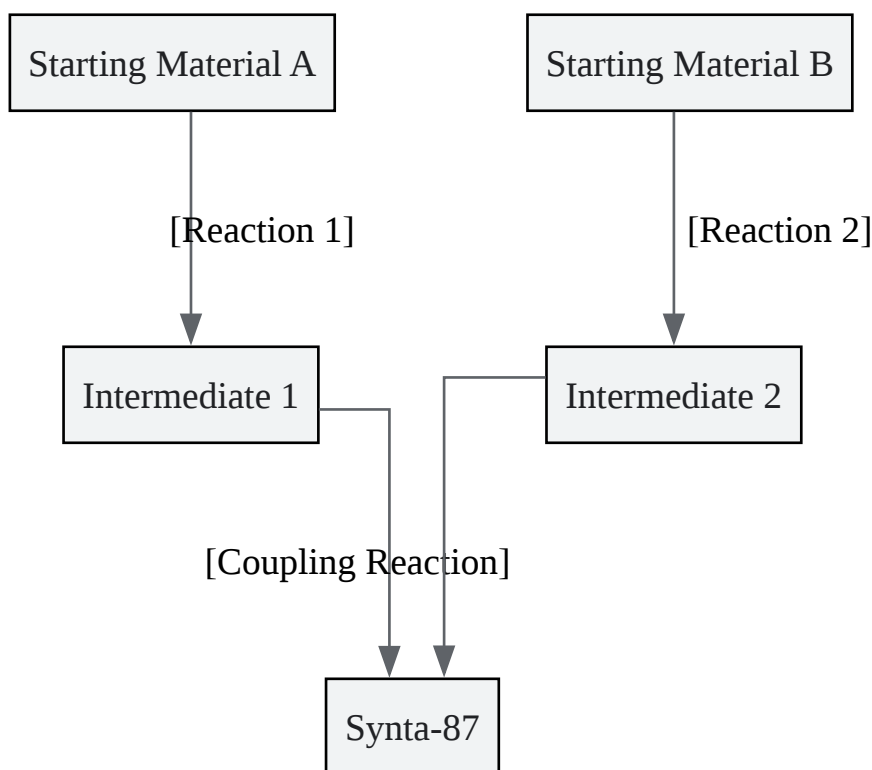 Starting Material A
Starting Material B
[Reaction 1]
[Reaction 2]
Intermediate 1
Intermediate 2
[Coupling Reaction]
Synta-87